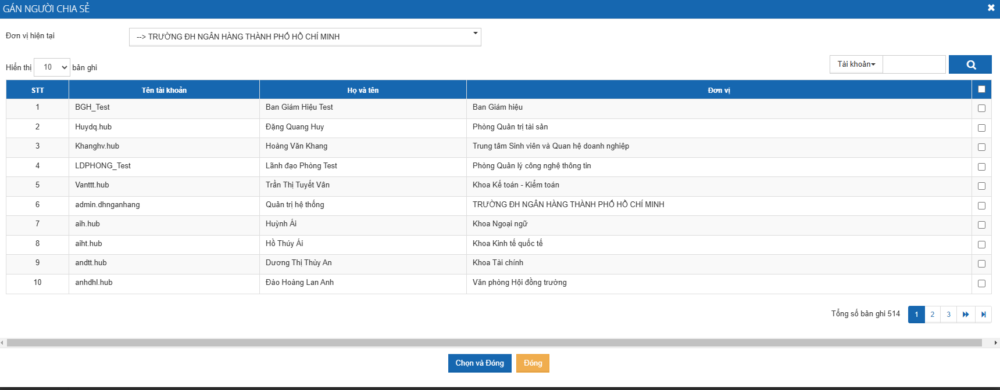 GÁN NGƯỜI CHIA SẺ
Đơn vị hiện tại
--> TRƯỜNG ĐH NGÂN HÀNG THÀNH PHỐ HỒ CHÍ MINH
Hiển thị 10 bản ghi
Tài khoản
STT Tên tài khoản Họ và tên Đơn vị
1 BGH_Test Ban Giám Hiệu Test Ban Giám hiệu
2 Huydq.hub Đặng Quang Huy Phòng Quản trị tài sản
3 Khanghv.hub Hoàng Văn Khang Trung tâm Sinh viên và Quan hệ doanh nghiệp
4 LDPHONG_Test Lãnh đạo Phòng Test Phòng Quản lý công nghệ thông tin
5 Vanttt.hub Trần Thị Tuyết Vân Khoa Kế toán - Kiểm toán
6 admin.dhnganhang Quản trị hệ thống TRƯỜNG ĐH NGÂN HÀNG THÀNH PHỐ HỒ CHÍ MINH
7 aih.hub Huỳnh Ái Khoa Ngoại ngữ
8 aiht.hub Hồ Thúy Ái Khoa Kinh tế quốc tế
9 andtt.hub Dương Thị Thùy An Khoa Tài chính
10 anhdhl.hub Đào Hoàng Lan Anh Văn phòng Hội đồng trường
Tổng số bản ghi 514 1 2 3
Chọn và Đóng Đóng